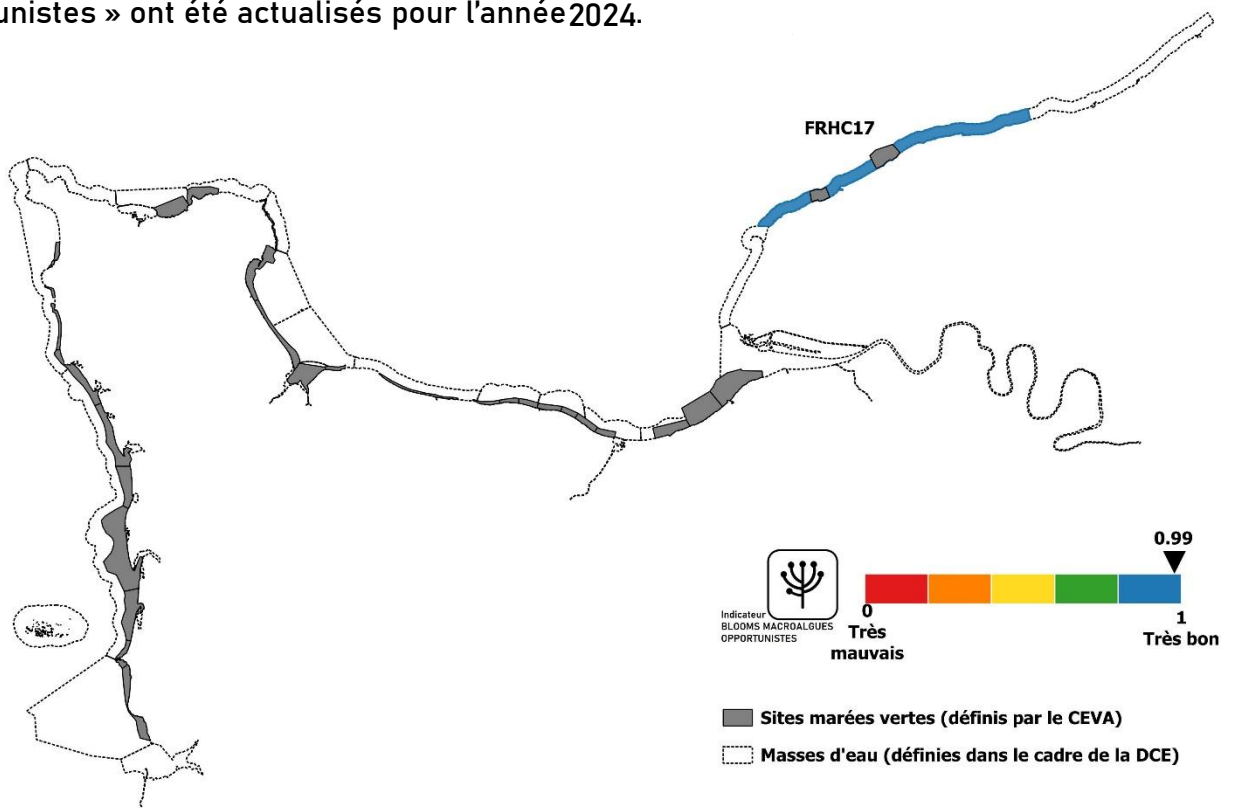 unistes » ont été actualisés pour l'année 2024.
FRHC17
0.99
Indicateur
BLOOMS MACROALGUES
OPPORTUNISTES
0
Très
mauvais
1
Très bon
Sites marées vertes (définis par le CEVA)
Masses d'eau (définies dans le cadre de la DCE)